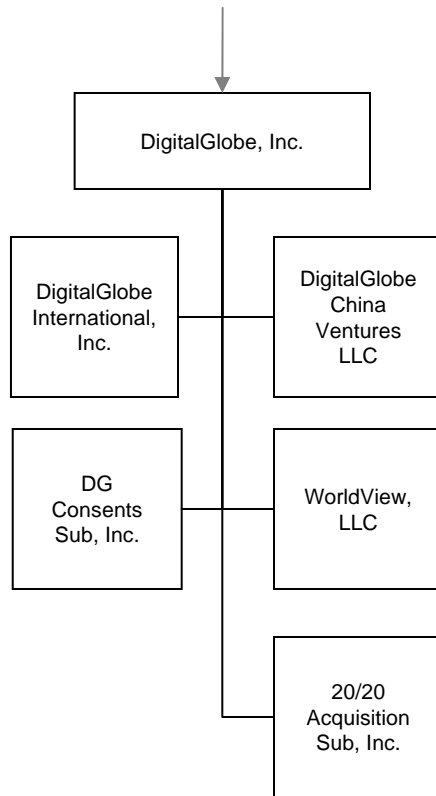 DigitalGlobe, Inc.
DigitalGlobe
International,
Inc.
DigitalGlobe
China
Ventures
LLC
DG
Consents
Sub, Inc.
WorldView,
LLC
20/20
Acquisition
Sub, Inc.